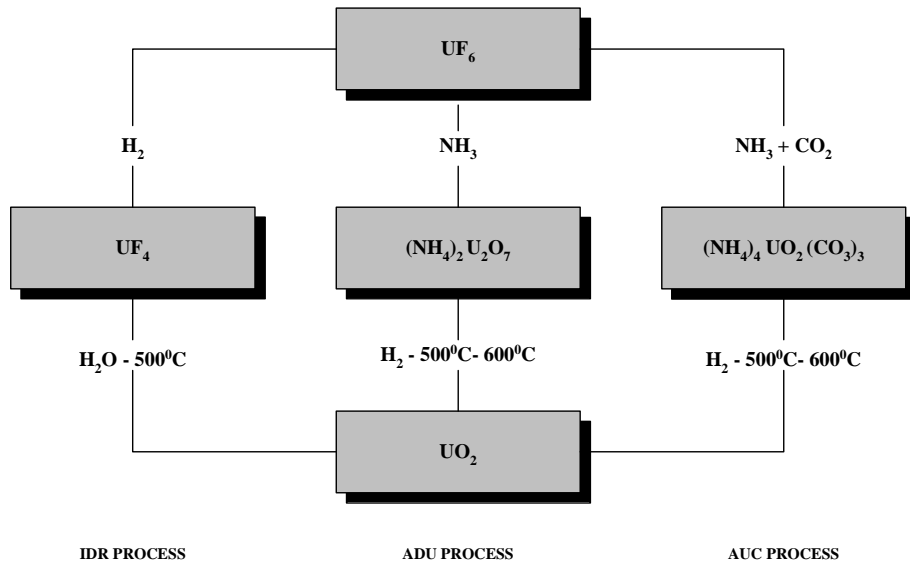 UF₆
H₂
NH₃
NH₃ + CO₂
UF₄
(NH₄)₂ U₂O₇
(NH₄)₄ UO₂ (CO₃)₃
H₂O - 500⁰C
H₂ - 500⁰C- 600⁰C
H₂ - 500⁰C- 600⁰C
UO₂
IDR PROCESS
ADU PROCESS
AUC PROCESS